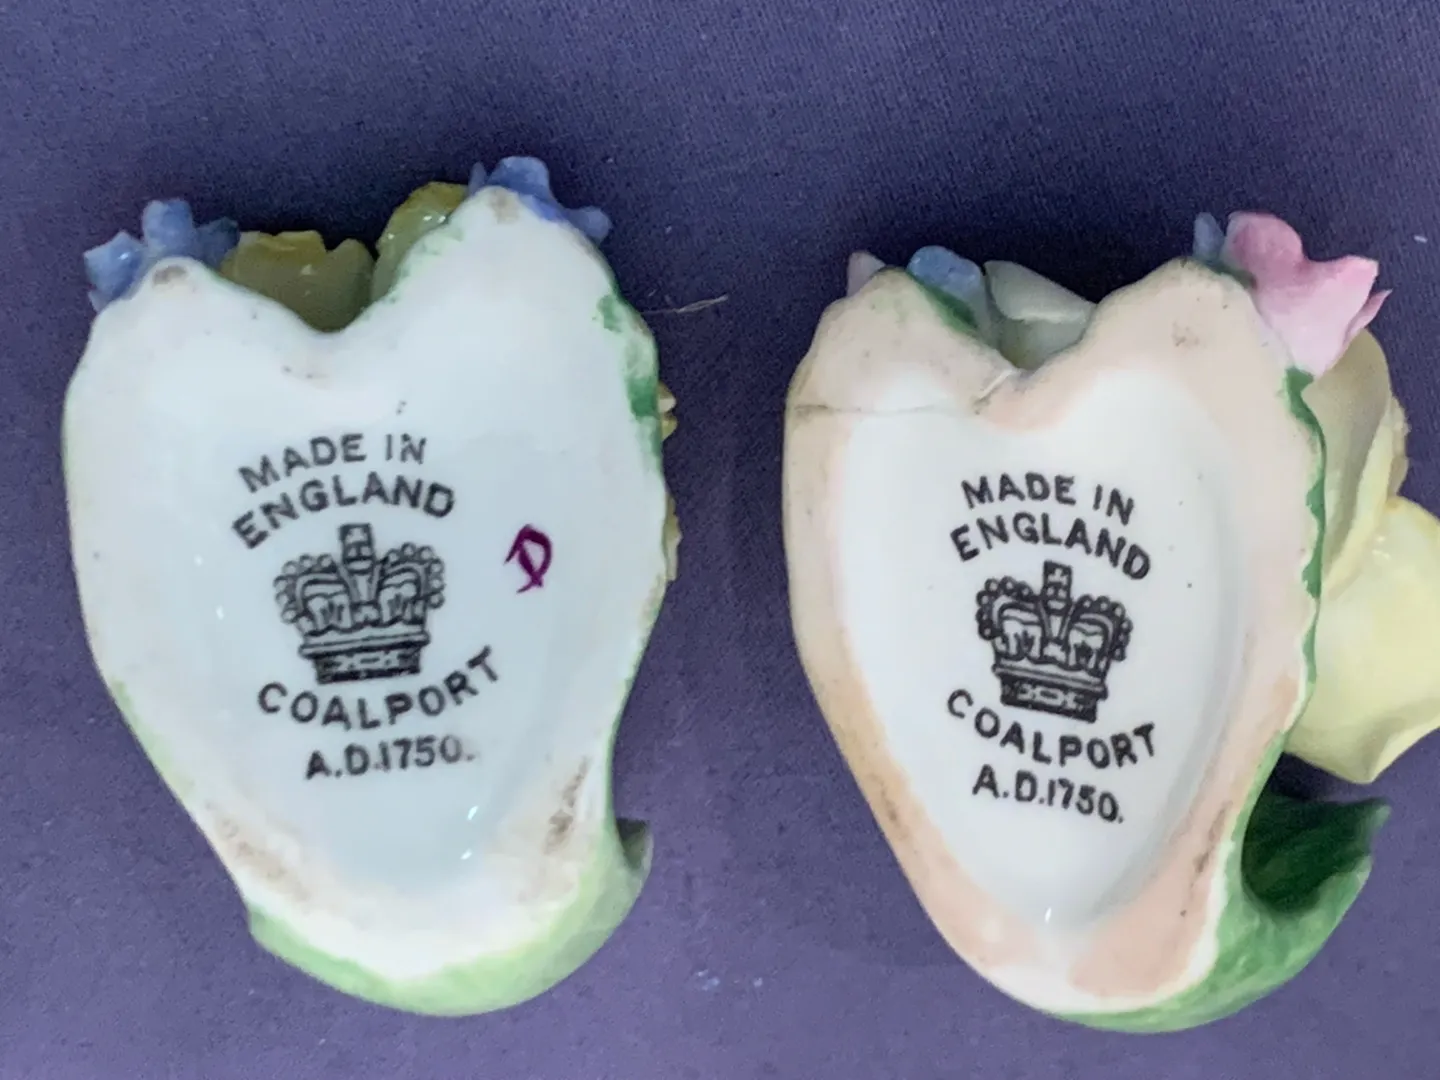 MADE IN
ENGLAND
COALPORT
A.D.1750.
D
MADE IN
ENGLAND
COALPORT
A.D.1750.